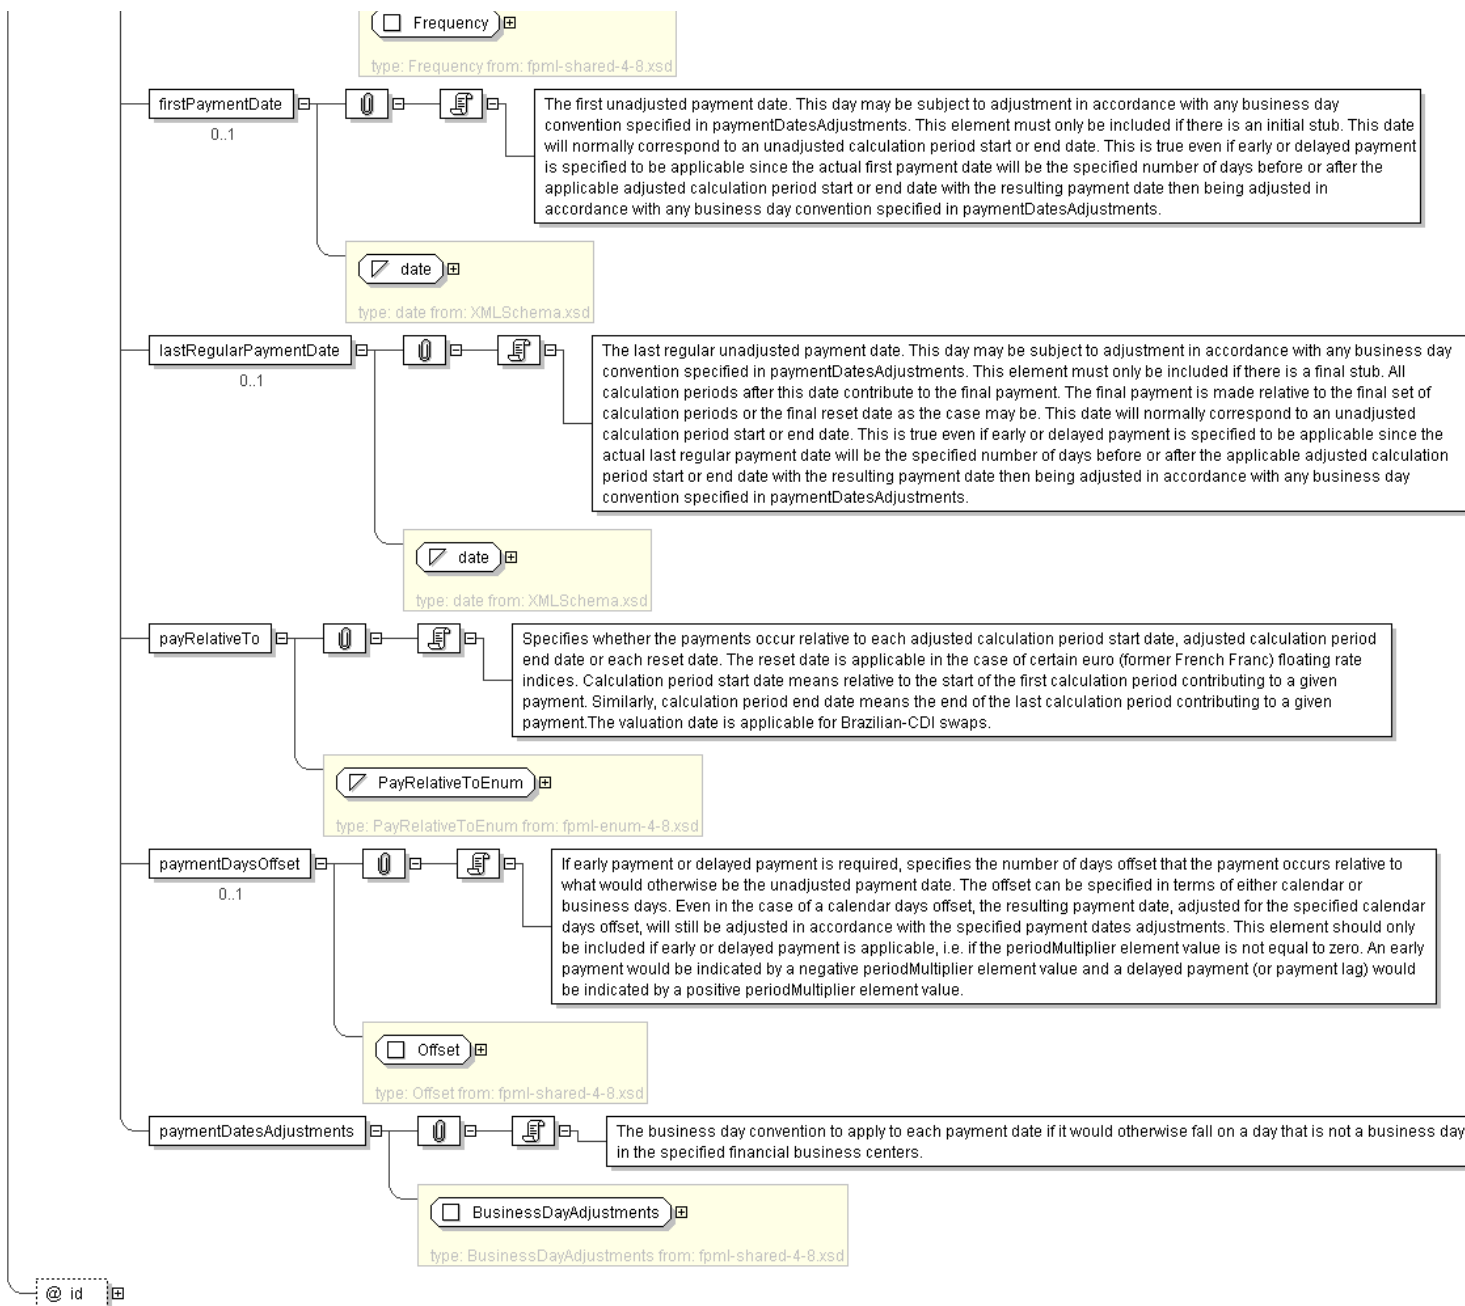 Frequency
type: Frequency from: fpml-shared-4-8.xsd
firstPaymentDate
0..1
The first unadjusted payment date. This day may be subject to adjustment in accordance with any business day
convention specified in paymentDatesAdjustments. This element must only be included if there is an initial stub. This date
will normally correspond to an unadjusted calculation period start or end date. This is true even if early or delayed payment
is specified to be applicable since the actual first payment date will be the specified number of days before or after the
applicable adjusted calculation period start or end date with the resulting payment date then being adjusted in
accordance with any business day convention specified in paymentDatesAdjustments.
date
type: date from: XMLSchema.xsd
lastRegularPaymentDate
0..1
The last regular unadjusted payment date. This day may be subject to adjustment in accordance with any business day
convention specified in paymentDatesAdjustments. This element must only be included if there is a final stub. All
calculation periods after this date contribute to the final payment. The final payment is made relative to the final set of
calculation periods or the final reset date as the case may be. This date will normally correspond to an unadjusted
calculation period start or end date. This is true even if early or delayed payment is specified to be applicable since the
actual last regular payment date will be the specified number of days before or after the applicable adjusted calculation
period start or end date with the resulting payment date then being adjusted in accordance with any business day
convention specified in paymentDatesAdjustments.
date
type: date from: XMLSchema.xsd
payRelativeTo
Specifies whether the payments occur relative to each adjusted calculation period start date, adjusted calculation period
end date or each reset date. The reset date is applicable in the case of certain euro (former French Franc) floating rate
indices. Calculation period start date means relative to the start of the first calculation period contributing to a given
payment. Similarly, calculation period end date means the end of the last calculation period contributing to a given
payment.The valuation date is applicable for Brazilian-CDI swaps.
PayRelativeToEnum
type: PayRelativeToEnum from: fpml-enum-4-8.xsd
paymentDaysOffset
0..1
If early payment or delayed payment is required, specifies the number of days offset that the payment occurs relative to
what would otherwise be the unadjusted payment date. The offset can be specified in terms of either calendar or
business days. Even in the case of a calendar days offset, the resulting payment date, adjusted for the specified calendar
days offset, will still be adjusted in accordance with the specified payment dates adjustments. This element should only
be included if early or delayed payment is applicable, i.e. if the periodMultiplier element value is not equal to zero. An early
payment would be indicated by a negative periodMultiplier element value and a delayed payment (or payment lag) would
be indicated by a positive periodMultiplier element value.
Offset
type: Offset from: fpml-shared-4-8.xsd
paymentDatesAdjustments
The business day convention to apply to each payment date if it would otherwise fall on a day that is not a business day
in the specified financial business centers.
BusinessDayAdjustments
type: BusinessDayAdjustments from: fpml-shared-4-8.xsd
@ id